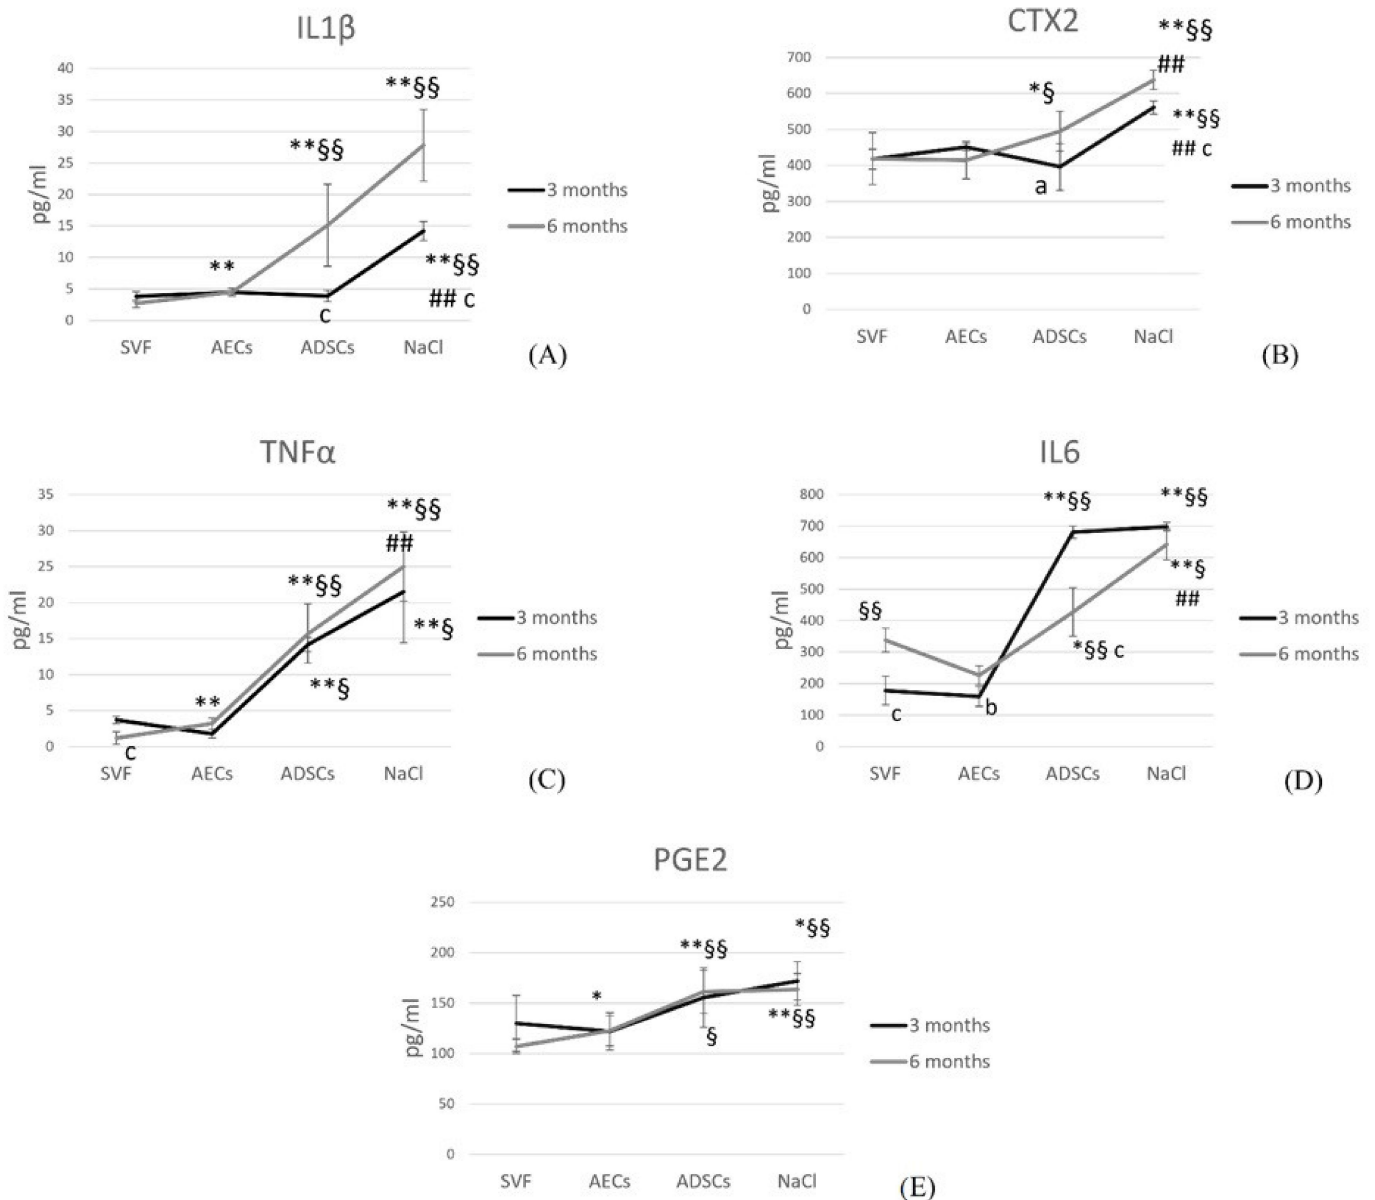 IL1β
40
35
30
25
20
15
10
5
0
pg/ml
**§§
**§§
**
**§§
## c
c
SVF AECs ADSCs NaCl
3 months
6 months
(A)
CTX2
700
600
500
400
300
200
100
0
pg/ml
**§§
##
*§
**§§
## c
a
SVF AECs ADSCs NaCl
3 months
6 months
(B)
TNFα
35
30
25
20
15
10
5
0
pg/ml
**§§
##
**§§
**§
**§
**
c
SVF AECs ADSCs NaCl
3 months
6 months
(C)
IL6
800
700
600
500
400
300
200
100
0
pg/ml
**§§
**§§
**§
##
§§
*§§ c
c
b
SVF AECs ADSCs NaCl
3 months
6 months
(D)
PGE2
250
200
150
100
50
0
pg/ml
*§§
**§§
*
**§§
§
SVF AECs ADSCs NaCl
3 months
6 months
(E)